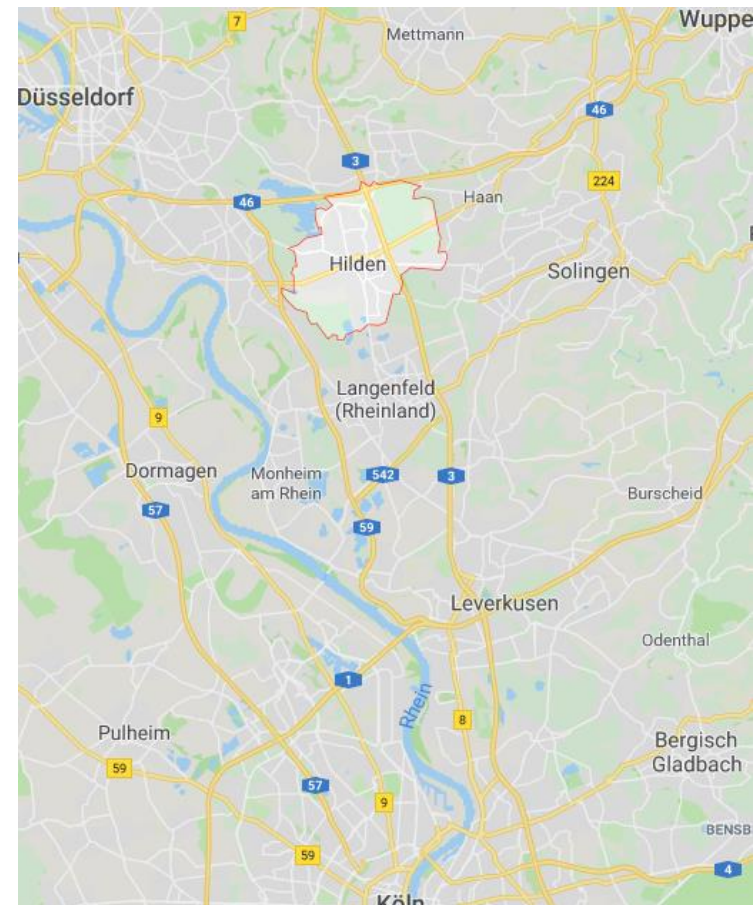 7
Mettmann
Wuppe
Düsseldorf
46
3
224
Haan
46
Hilden
Solingen
Langenfeld
(Rheinland)
9
Dormagen
Monheim
am Rhein
542
3
Burscheid
57
59
Leverkusen
Odenthal
1
Rhein
8
Pulheim
Bergisch
Gladbach
59
57
9
BENSB
59
4
Köln